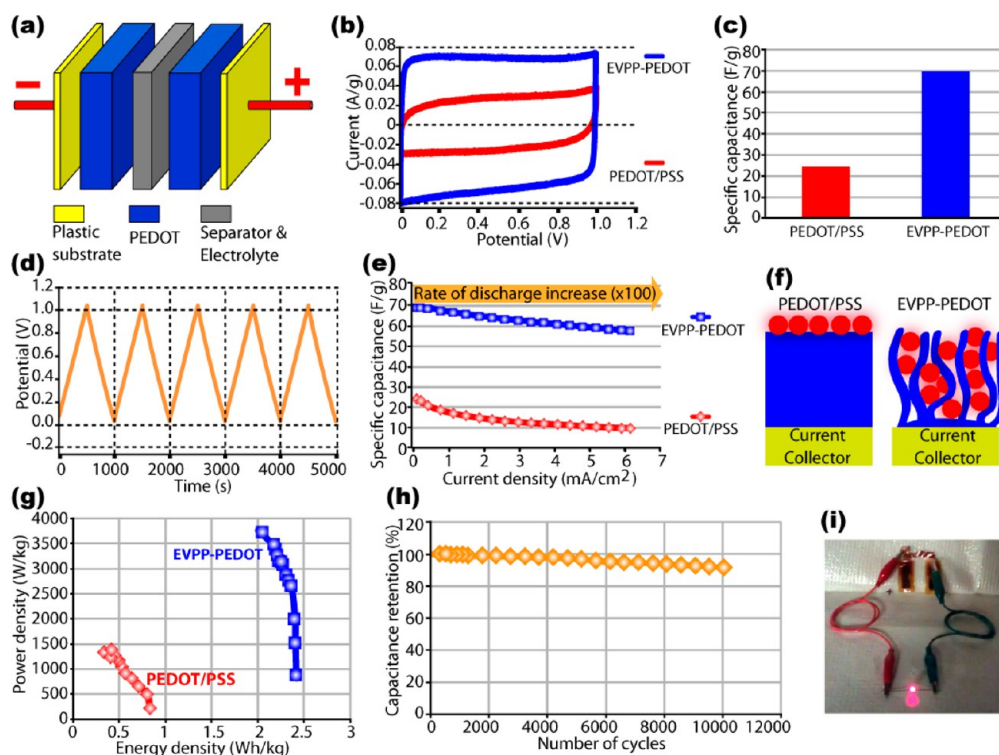 (a)
−
+
Plastic
substrate
PEDOT
Separator &
Electrolyte
(b)
Current (A/g)
0.08
0.06
0.04
0.02
0
-0.02
-0.04
-0.06
-0.08
0 0.2 0.4 0.6 0.8 1.0 1.2
Potential (V)
EVPP-PEDOT
PEDOT/PSS
(c)
Specific capacitance (F/g)
80
70
60
50
40
30
20
10
0
PEDOT/PSS EVPP-PEDOT
(d)
Potential (V)
1.2
1.0
0.8
0.6
0.4
0.2
0.0
-0.2
0 1000 2000 3000 4000 5000
Time (s)
(e)
Specific capacitance (F/g)
80
70
60
50
40
30
20
10
0
Rate of discharge increase (x100)
0 1 2 3 4 5 6 7
Current density (mA/cm²)
EVPP-PEDOT
PEDOT/PSS
(f)
PEDOT/PSS EVPP-PEDOT
Current
Collector
Current
Collector
(g)
Power density (W/kg)
4000
3500
3000
2500
2000
1500
1000
500
0
EVPP-PEDOT
PEDOT/PSS
0 0.5 1 1.5 2 2.5 3
Energy density (Wh/kg)
(h)
Capacitance retention (%)
120
100
80
60
40
20
0
0 2000 4000 6000 8000 10000 12000
Number of cycles
(i)